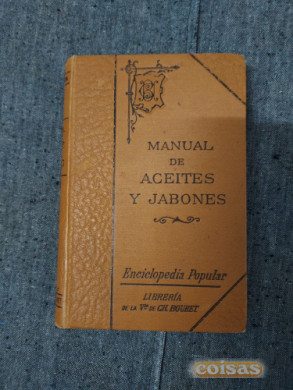 MANUAL
DE
ACEITES
Y JABONES
Enciclopedia Popular
LIBRERÍA
DE LA Vda DE CH. BOURET
coisas